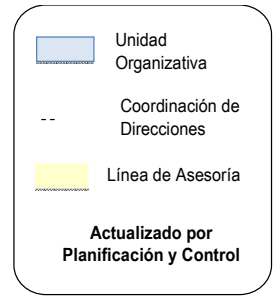 Unidad
Organizativa
Coordinación de
Direcciones
Línea de Asesoría
Actualizado por
Planificación y Control